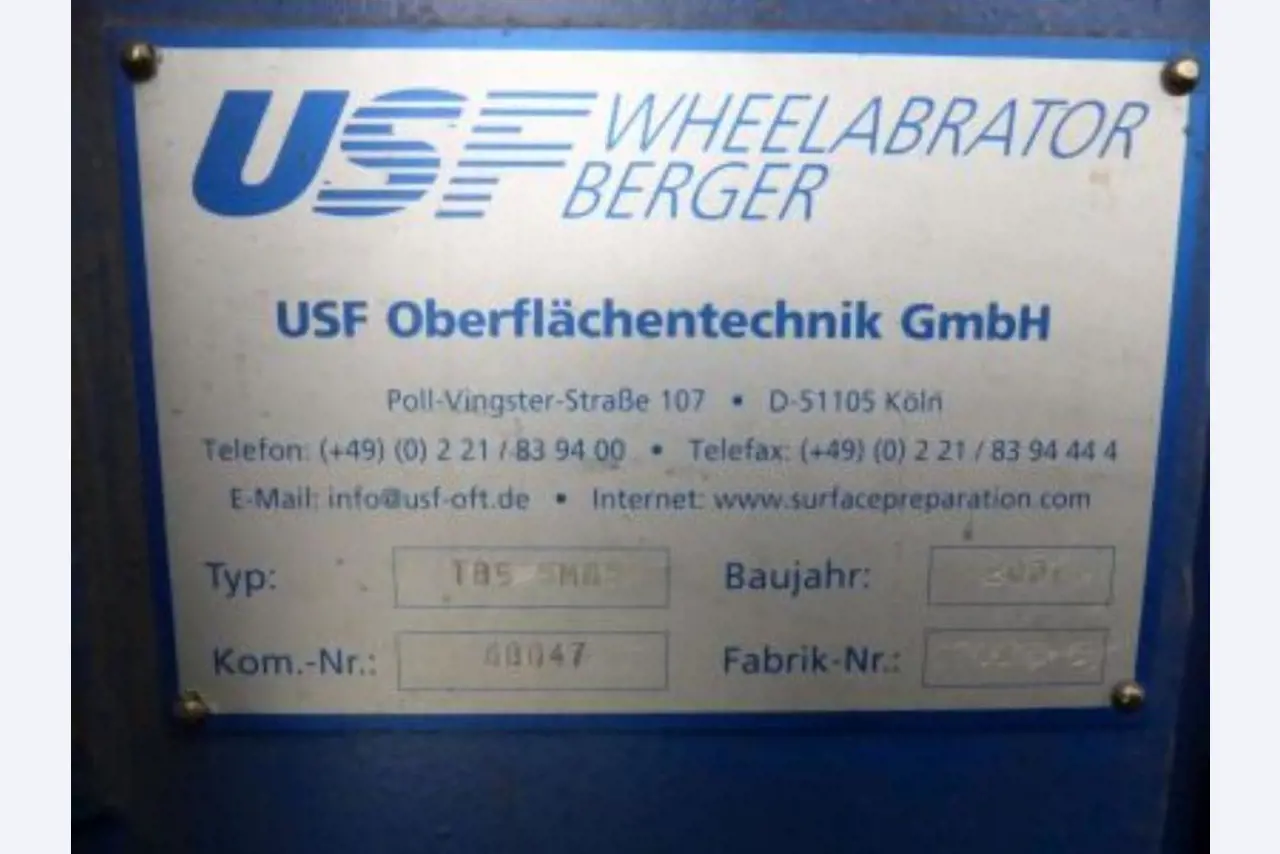 USF WHEELABRATOR
BERGER
USF Oberflächentechnik GmbH
Poll-Vingster-Straße 107 • D-51105 Köln
Telefon: (+49) (0) 2 21 / 83 94 00 • Telefax: (+49) (0) 2 21 / 83 94 44 4
E-Mail: info@usf-oft.de • Internet: www.surfacepreparation.com
Typ: Baujahr:
Kom.-Nr.: Fabrik-Nr.: